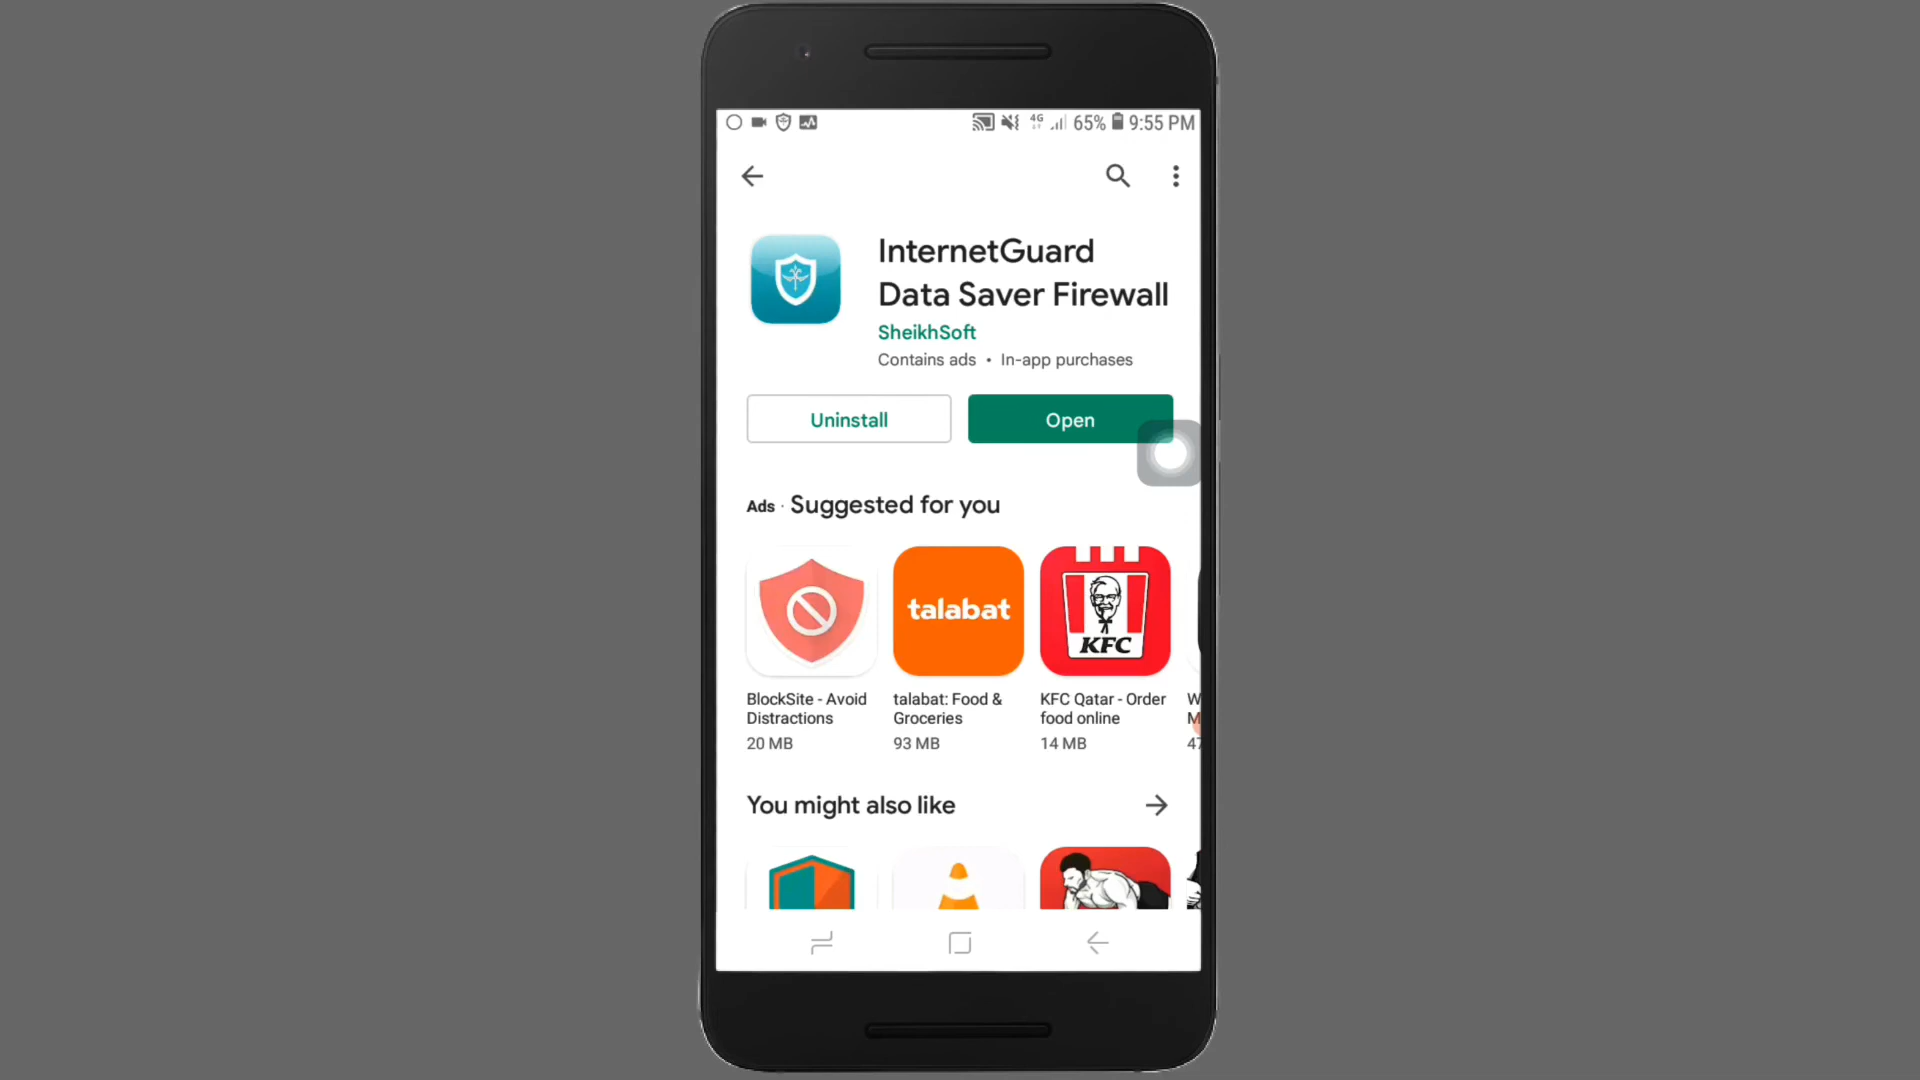 4G 65% 9:55 PM
InternetGuard
Data Saver Firewall
SheikhSoft
Contains ads • In-app purchases
Uninstall
Open
Ads · Suggested for you
talabat
KFC
BlockSite - Avoid Distractions
20 MB
talabat: Food & Groceries
93 MB
KFC Qatar - Order food online
14 MB
W
M
47
You might also like